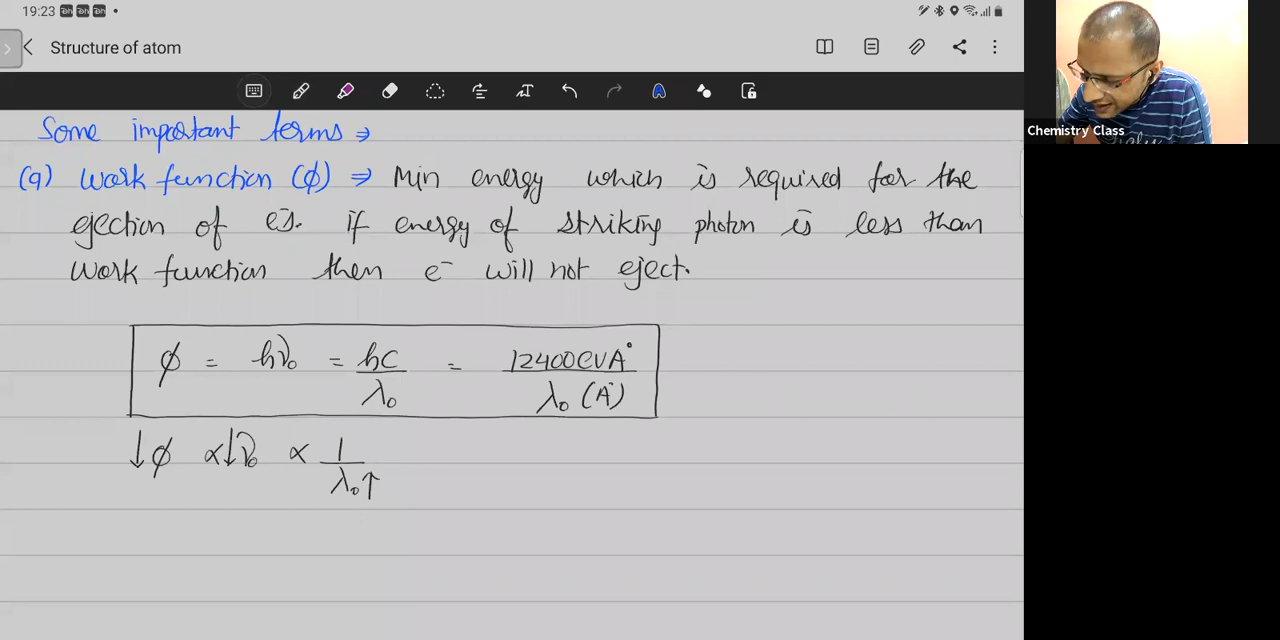 19:23
Structure of atom
Chemistry Class
Some important terms ⇒
(a) Work function (ϕ) ⇒ Min energy which is required for the
ejection of es. if energy of striking photon is less than
work function then e⁻ will not eject.
ϕ = hν₀ = hc/λ₀ = 12400eVA°/λ₀(A°)
↓ϕ ∝ ↓ν₀ ∝ 1/λ₀↑